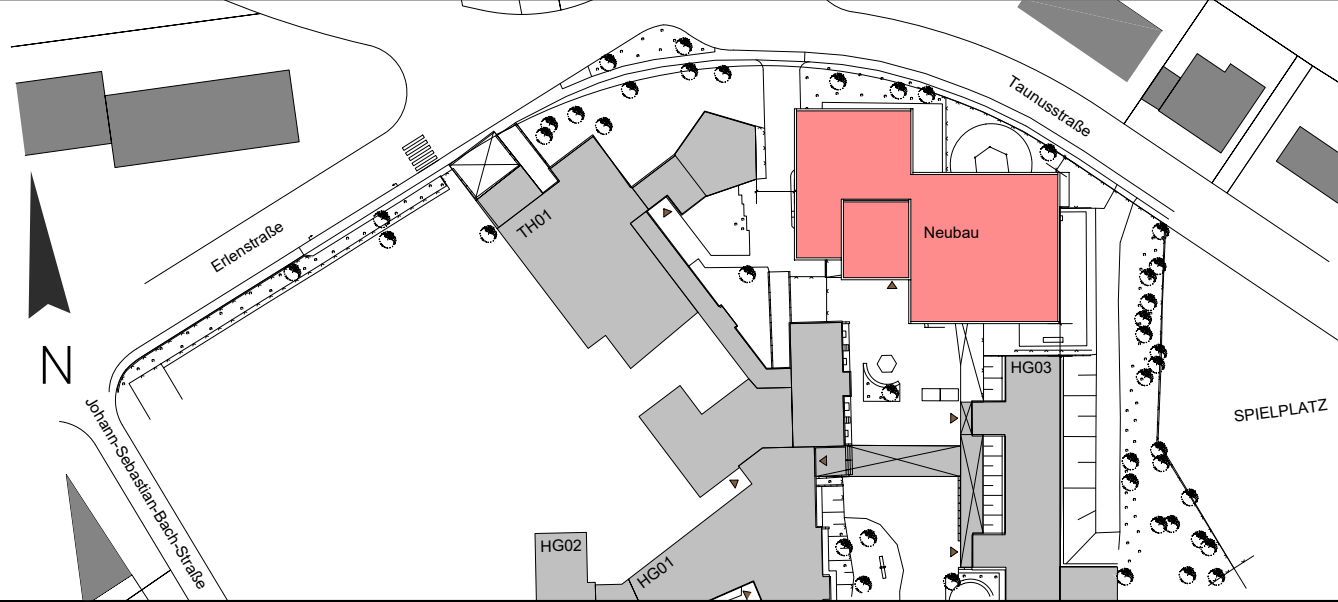 Taunusstraße
Erlenstraße
TH01
Neubau
N
HG03
Johann-Sebastian-Bach-Straße
SPIELPLATZ
HG02
HG01